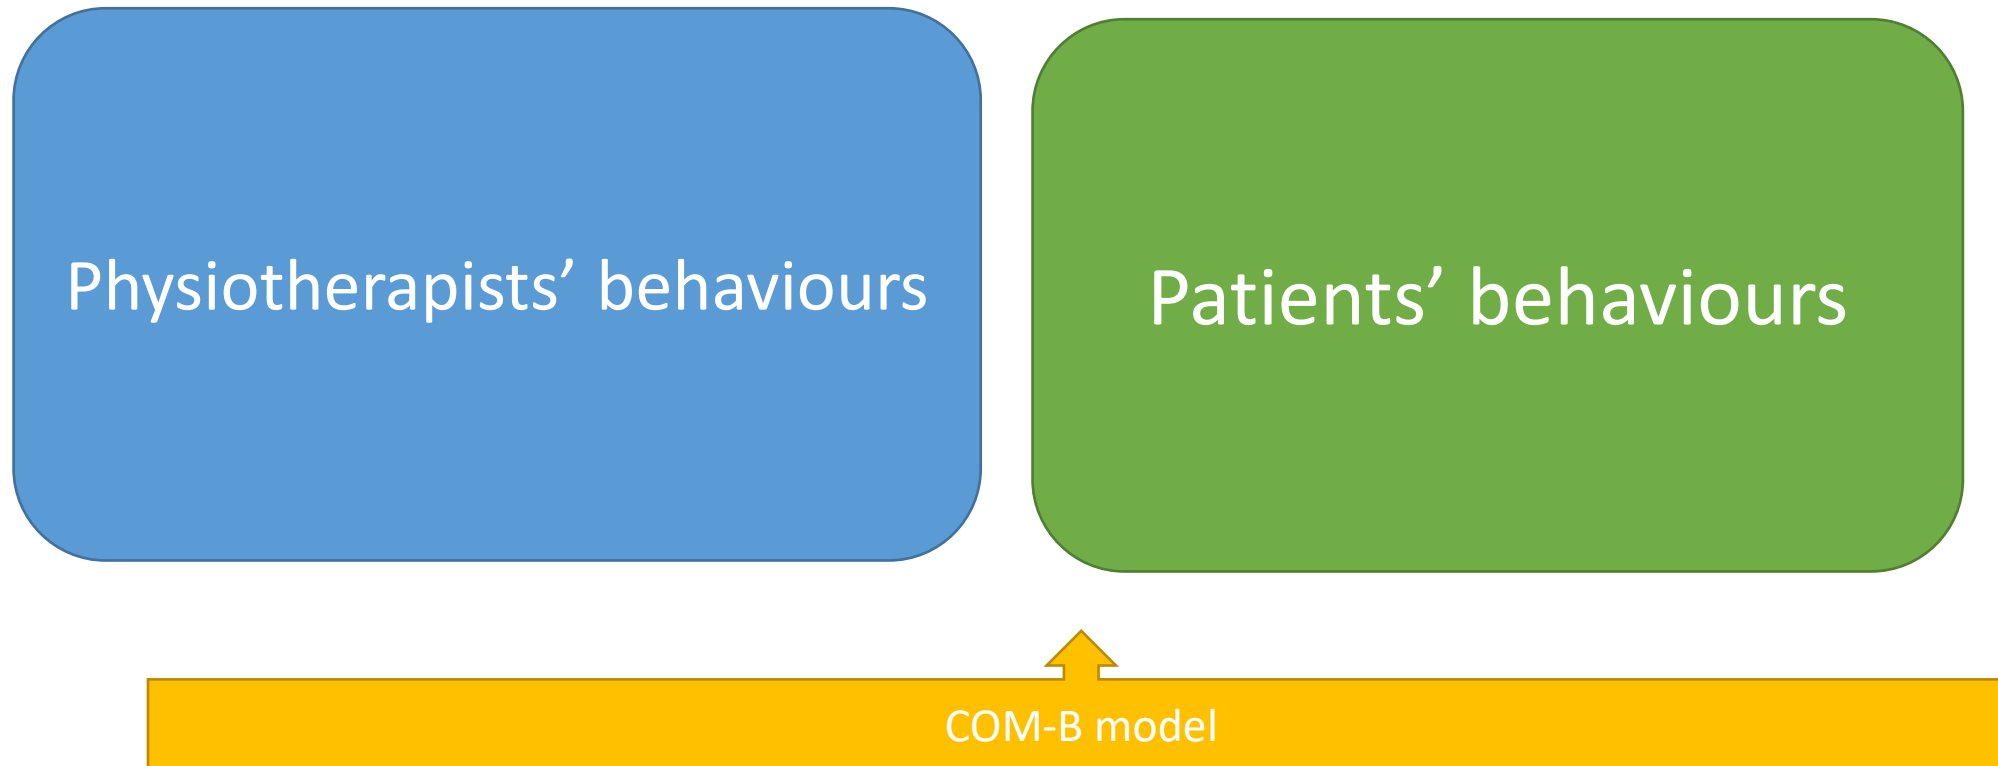 Physiotherapists’ behaviours
Patients’ behaviours
COM-B model